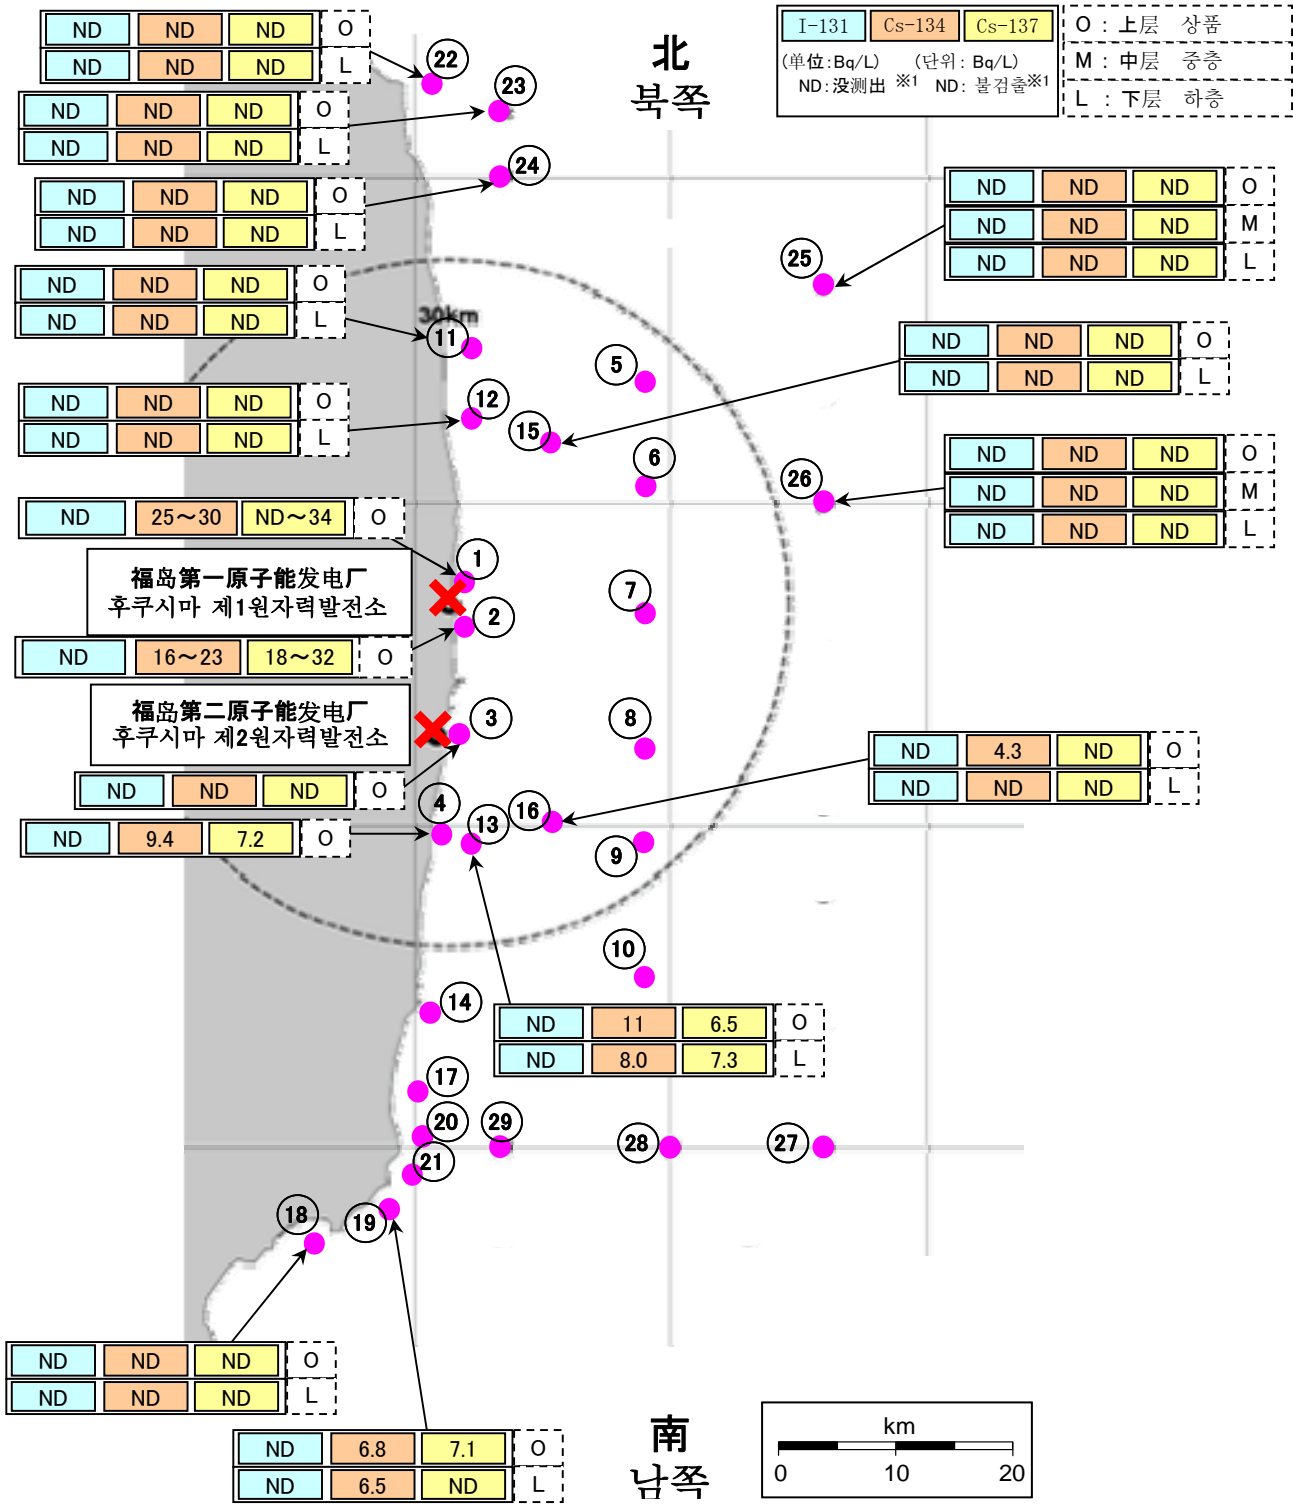 ND ND ND O
ND ND ND L
22
北
북쪽
I-131 Cs-134 Cs-137
(单位:Bq/L) (단위: Bq/L)
ND:没测出 ※1 ND: 불검출※1
O : 上层 상품
M : 中层 중층
L : 下层 하층
ND ND ND O
ND ND ND L
23
24
ND ND ND O
ND ND ND L
ND ND ND O
ND ND ND M
ND ND ND L
25
ND ND ND O
ND ND ND L
30km
11
5
ND ND ND O
ND ND ND L
ND ND ND O
ND ND ND L
12
15
6
26
ND ND ND O
ND ND ND M
ND ND ND L
ND 25～30 ND～34 O
1
福岛第一原子能发电厂
후쿠시마 제1원자력발전소
7
2
ND 16～23 18～32 O
福岛第二原子能发电厂
후쿠시마 제2원자력발전소
3
8
ND 4.3 ND O
ND ND ND L
ND ND ND O
4
16
13
ND 9.4 7.2 O
9
10
14
ND 11 6.5 O
ND 8.0 7.3 L
17
20
29
28
27
21
18
19
ND ND ND O
ND ND ND L
ND 6.8 7.1 O
ND 6.5 ND L
南
남쪽
km
0 10 20